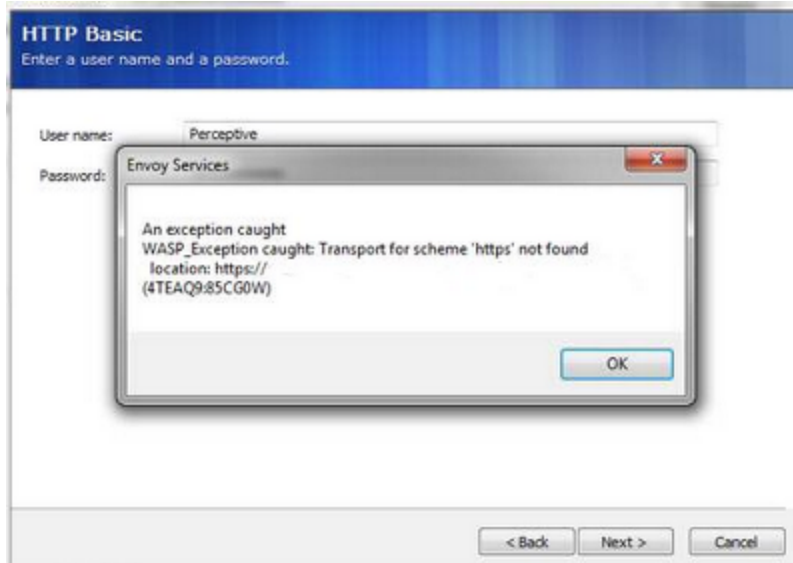 HTTP Basic
Enter a user name and a password.
User name:
Perceptive
Password:
Envoy Services
An exception caught
WASP_Exception caught: Transport for scheme 'https' not found
location: https://
(4TEAQ9:85CG0W)
OK
< Back
Next >
Cancel